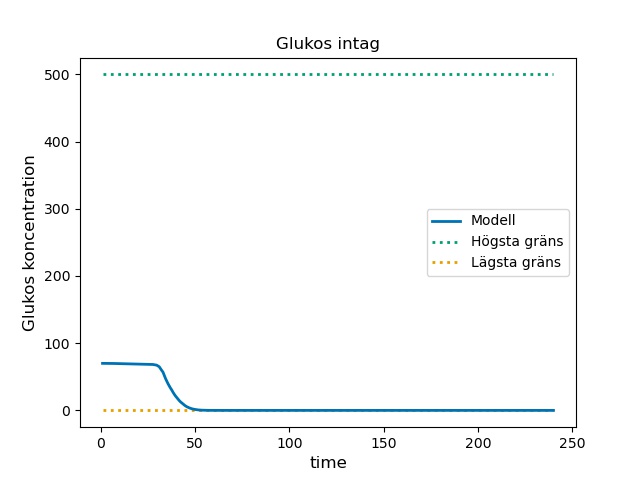 Glukos intag
Glukos koncentration
500
400
300
200
100
0
Modell
Högsta gräns
Lägsta gräns
0 50 100 150 200 250
time